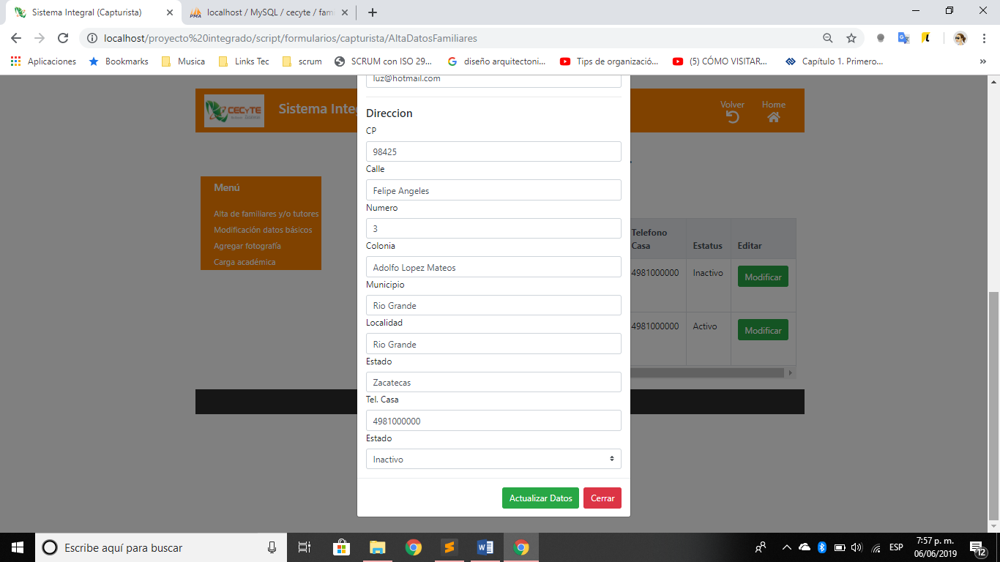 Sistema Integral (Capturista)
localhost / MySQL / cecyte / fami
localhost/proyecto%20integrado/script/formularios/capturista/AltaDatosFamiliares
Aplicaciones Bookmarks Musica Links Tec scrum SCRUM con ISO 29... diseño arquitectoni... Tips de organizació... (5) CÓMO VISITAR... Capítulo 1. Primero...
luz@hotmail.com
CECyTE
Sistema Inte
Volver Home
Menú
Alta de famíliares y/o tutores
Modificación datos básicos
Agregar fotografía
Carga académica
Direccion
CP
98425
Calle
Felipe Angeles
Numero
3
Colonia
Adolfo Lopez Mateos
Municipio
Rio Grande
Localidad
Rio Grande
Estado
Zacatecas
Tel. Casa
4981000000
Estado
Inactivo
Actualizar Datos Cerrar
Telefono
Casa Estatus Editar
4981000000 Inactivo Modificar
4981000000 Activo Modificar
Escribe aquí para buscar
ESP
7:57 p. m.
06/06/2019
12